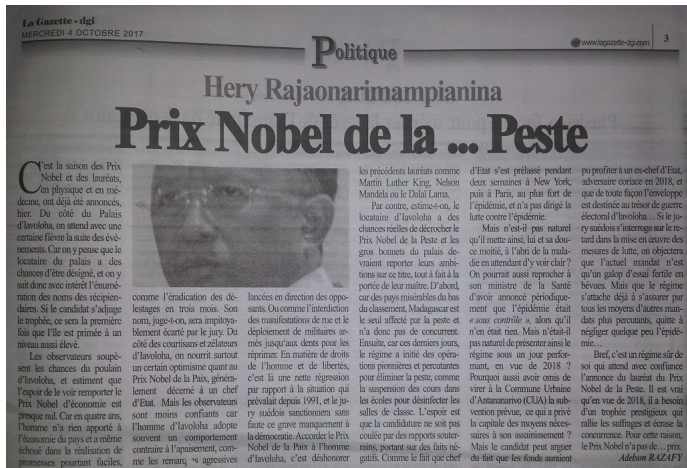 La Gazette - dgi
MERCREDI 4 OCTOBRE 2017
Politique
www.lagazette-dgi.com
3
Hery Rajaonarimampianina
Prix Nobel de la ... Peste
C'est la saison des Prix
Nobel et des lauréats,
en physique et en mé-
decine, ont déjà été annoncés,
hier. Du côté du Palais
d'Iavoloha, on attend avec une
certaine fièvre la suite des évé-
nements. Car on y pense que le
locataire du palais a des
chances d'être désigné, et on y
suit donc avec intérêt l'énumé-
ration des noms des récipien-
daires. Si le candidat s'adjuge
le trophée, ce sera la première
fois que l'île est primée à un
niveau aussi élevé.
Les observateurs soupè-
sent les chances du poulain
d'Iavoloha, et estiment que
l'espoir de le voir remporter le
Prix Nobel d'économie est
presque nul. Car en quatre ans,
l'homme n'a rien apporté à
l'économie du pays et a même
échoué dans la réalisation de
promesses pourtant faciles,
comme l'éradication des dé-
lestages en trois mois. Son
nom, juge-t-on, sera impitoya-
blement écarté par le jury. Du
côté des courtisans et zélateurs
d'Iavoloha, on nourrit surtout
un certain optimisme quant au
Prix Nobel de la Paix, généra-
lement décerné à un chef
d'Etat. Mais les observateurs
sont moins confiants car
l'homme d'Iavoloha adopte
souvent un comportement
contraire à l'apaisement, com-
me les remarques agressives
lancées en direction des oppo-
sants. Ou comme l'interdiction
des manifestations de rue et le
déploiement de militaires ar-
més jusqu'aux dents pour les
réprimer. En matière de droits
de l'homme et de libertés,
c'est là une nette régression
par rapport à la situation qui
prévalait depuis 1991, et le jury
suédois sanctionnera sans
faute ce grave manquement à
la démocratie. Accorder le Prix
Nobel de la Paix à l'homme
d'Iavoloha, c'est déshonorer
les précédents lauréats comme
Martin Luther King, Nelson
Mandela ou le Dalaï Lama.
Par contre, estime-t-on, le
locataire d'Iavoloha a des
chances réelles de décrocher le
Prix Nobel de la Peste et les
gros bonnets du palais de-
vraient reporter leurs ambi-
tions sur ce titre, tout à fait à la
portée de leur maître. D'abord,
car des pays misérables du bas
du classement, Madagascar est
le seul affecté par la peste et
n'a donc pas de concurrent.
Ensuite, car ces derniers jours,
le régime a initié des opéra-
tions pionnières et percutantes
pour éliminer la peste, comme
la suspension des cours dans
les écoles pour désinfecter les
salles de classe. L'espoir est
que la candidature ne soit pas
coulée par des rapports souter-
rains, portant sur des faits né-
gatifs. Comme le fait que chef
d'Etat s'est prélassé pendant
deux semaines à New York,
puis à Paris, au plus fort de
l'épidémie, et n'a pas dirigé la
lutte contre l'épidémie.
Mais n'est-il pas naturel
qu'il mette ainsi, lui et sa dou-
ce moitié, à l'abri de la mala-
die en attendant d'y voir clair ?
On pourrait aussi reprocher à
son ministre de la Santé
d'avoir annoncé périodique-
ment que l'épidémie était
« sous contrôle », alors qu'il
n'en était rien. Mais n'était-il
pas naturel de présenter ainsi le
régime sous un jour perfor-
mant, en vue de 2018 ?
Pourquoi aussi avoir omis de
virer à la Commune Urbaine
d'Antananarivo (CUA) la sub-
vention prévue, ce qui a privé
la capitale des moyens néces-
saires à son assainissement ?
Mais le candidat peut arguer
du fait que les fonds auraient
pu profiter à un ex-chef d'Etat,
adversaire coriace en 2018, et
que de toute façon l'enveloppe
est destinée au trésor de guerre
électoral d'Iavoloha… Si le ju-
ry suédois s'interroge sur le re-
tard dans la mise en œuvre des
mesures de lutte, on objectera
que l'actuel mandat n'est
qu'un galop d'essai fertile en
bévues. Mais que le régime
s'attache déjà à s'assurer par
tous les moyens d'autres man-
dats plus percutants, quitte à
négliger quelque peu l'épidé-
mie…
Bref, c'est un régime sûr de
soi qui attend avec confiance
l'annonce du lauréat du Prix
Nobel de la Peste. Il est vrai
qu'en vue de 2018, il a besoin
d'un trophée prestigieux qui
rallie les suffrages et écrase la
concurrence. Pour cette raison,
le Prix Nobel n'a pas de… prix.
Adelson RAZAFY